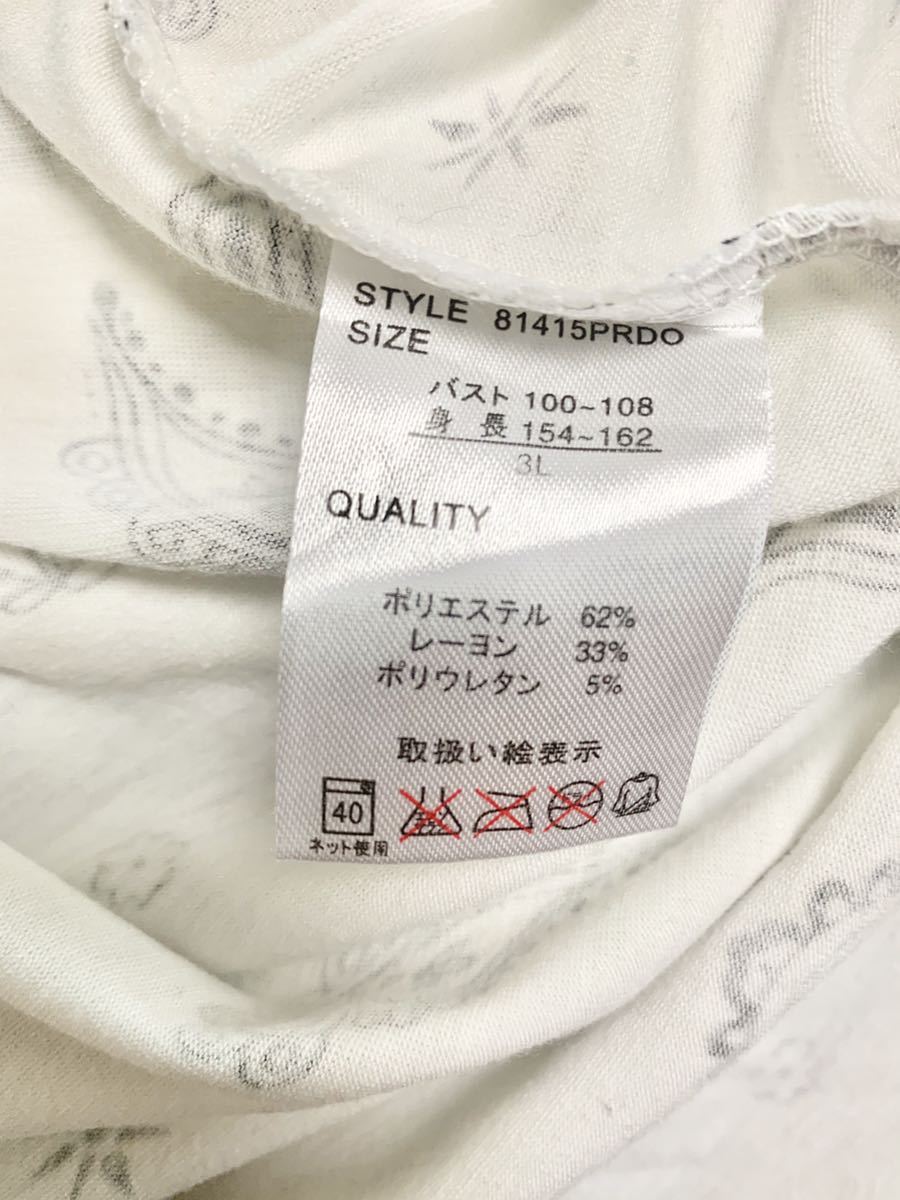 STYLE 81415PRDO
SIZE
バスト 100~108
身長 154~162
3L
QUALITY
ポリエステル 62%
レーヨン 33%
ポリウレタン 5%
取扱い絵表示
40
ネット使用